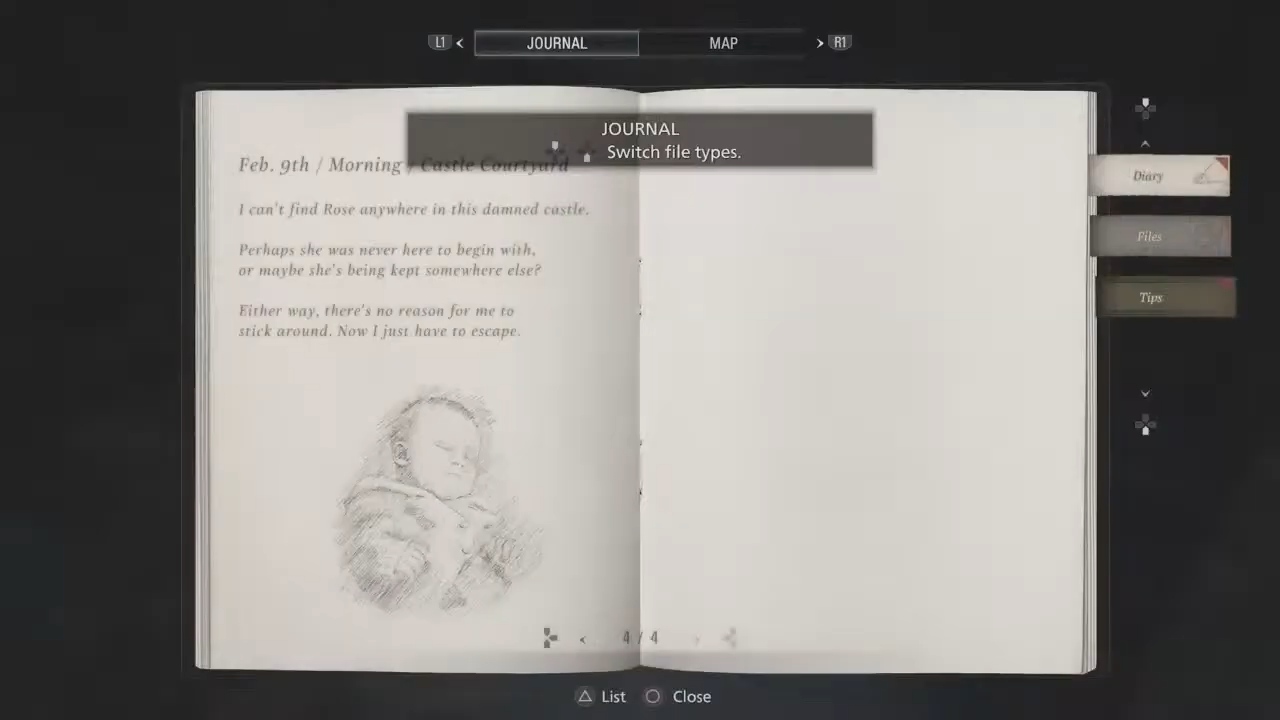 L1 < JOURNAL MAP > R1
JOURNAL
Switch file types.
Feb. 9th / Morning / Castle Courtyard
I can't find Rose anywhere in this damned castle.
Perhaps she was never here to begin with,
or maybe she's being kept somewhere else?
Either way, there's no reason for me to
stick around. Now I just have to escape.
Diary
Files
Tips
< 4 / 4 >
List Close